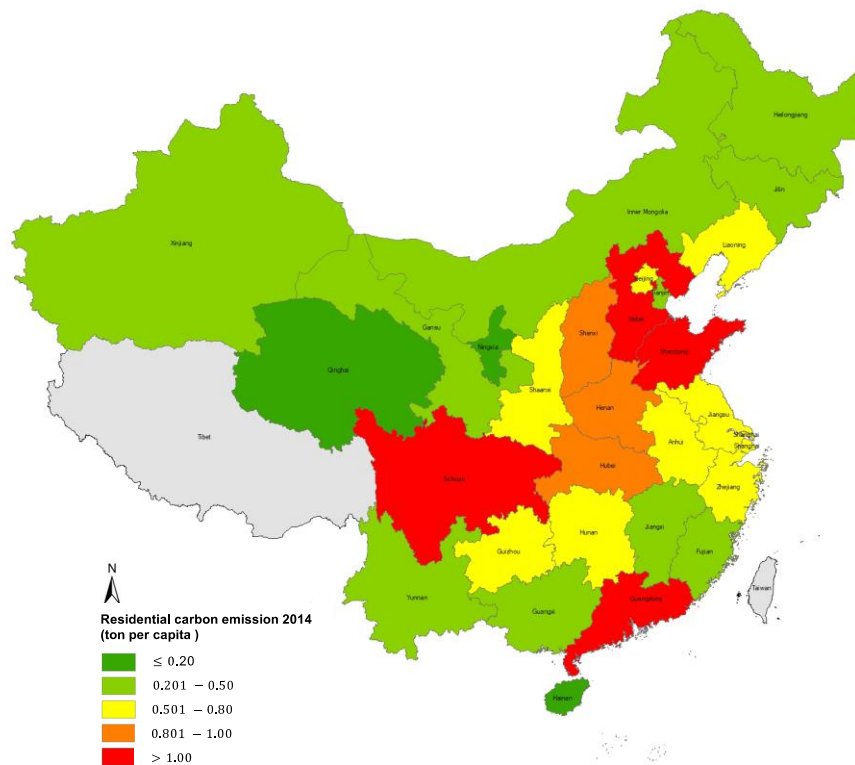 Heilongjiang
Jilin
Inner Mongolia
Liaoning
Xinjiang
Beijing
Tianjin
Gansu
Hebei
Shanxi
Ningxia
Shandong
Qinghai
Shaanxi
Henan
Jiangsu
Tibet
Shanghai
Anhui
Shanghai
Hubei
Sichuan
Zhejiang
Hunan
Jiangxi
Guizhou
Fujian
N
Taiwan
Yunnan
Guangxi
Guangdong
Residential carbon emission 2014
(ton per capita )
≤ 0.20
0.201 – 0.50
Hainan
0.501 – 0.80
0.801 – 1.00
> 1.00